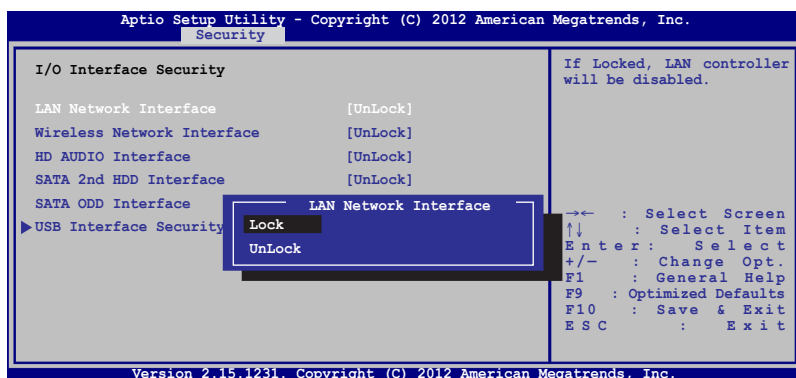 Aptio Setup Utility - Copyright (C) 2012 American Megatrends, Inc.
Security
I/O Interface Security
LAN Network Interface [UnLock]
Wireless Network Interface [UnLock]
HD AUDIO Interface [UnLock]
SATA 2nd HDD Interface [UnLock]
SATA ODD Interface
USB Interface Security
LAN Network Interface
Lock
UnLock
If Locked, LAN controller
will be disabled.
→← : Select Screen
↑↓ : Select Item
Enter: Select
+/— : Change Opt.
F1 : General Help
F9 : Optimized Defaults
F10 : Save & Exit
ESC : Exit
Version 2.15.1231. Copyright (C) 2012 American Megatrends, Inc.